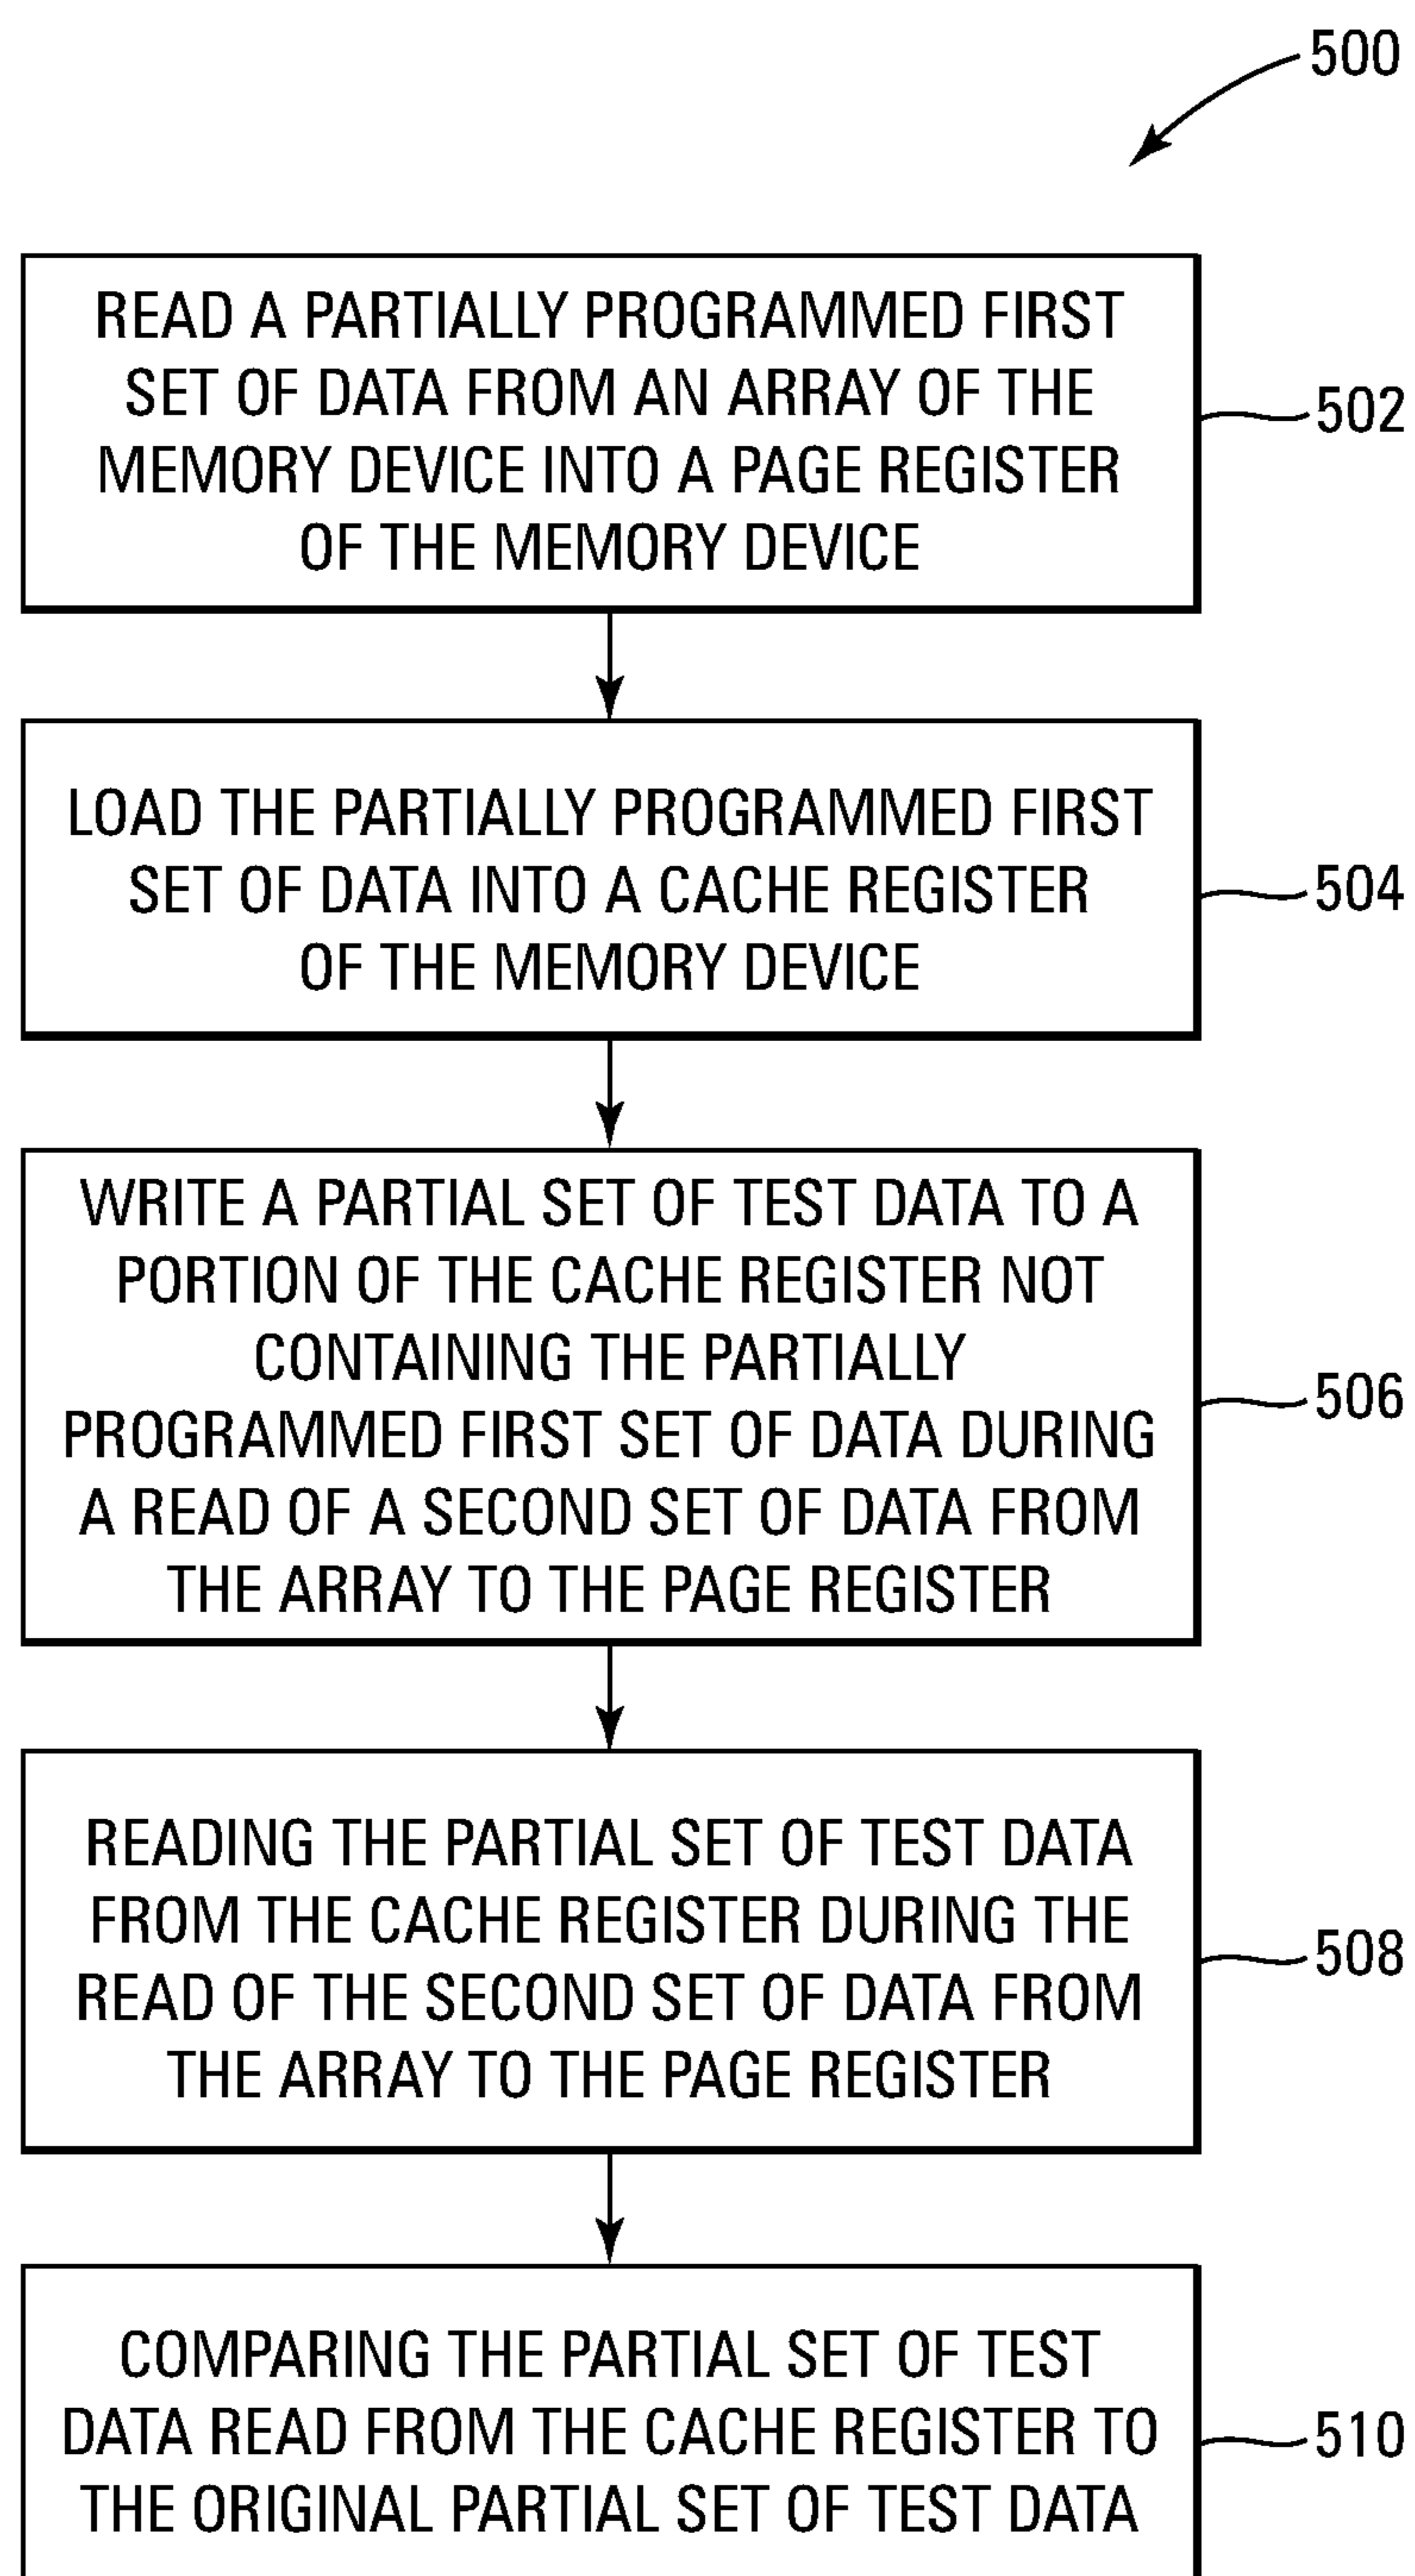 500
READ A PARTIALLY PROGRAMMED FIRST
SET OF DATA FROM AN ARRAY OF THE
MEMORY DEVICE INTO A PAGE REGISTER
OF THE MEMORY DEVICE
502
LOAD THE PARTIALLY PROGRAMMED FIRST
SET OF DATA INTO A CACHE REGISTER
OF THE MEMORY DEVICE
504
WRITE A PARTIAL SET OF TEST DATA TO A
PORTION OF THE CACHE REGISTER NOT
CONTAINING THE PARTIALLY
PROGRAMMED FIRST SET OF DATA DURING
A READ OF A SECOND SET OF DATA FROM
THE ARRAY TO THE PAGE REGISTER
506
READING THE PARTIAL SET OF TEST DATA
FROM THE CACHE REGISTER DURING THE
READ OF THE SECOND SET OF DATA FROM
THE ARRAY TO THE PAGE REGISTER
508
COMPARING THE PARTIAL SET OF TEST
DATA READ FROM THE CACHE REGISTER TO
THE ORIGINAL PARTIAL SET OF TEST DATA
510